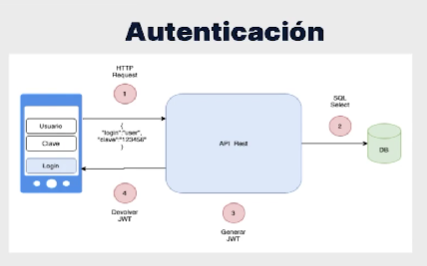 Autenticación
HTTP
Request
1
Usuario
Clave
Login
{
"login":"user",
"clave":"123456"
}
API Rest
SQL
Select
2
DB
4
Devolver
JWT
3
Generar
JWT